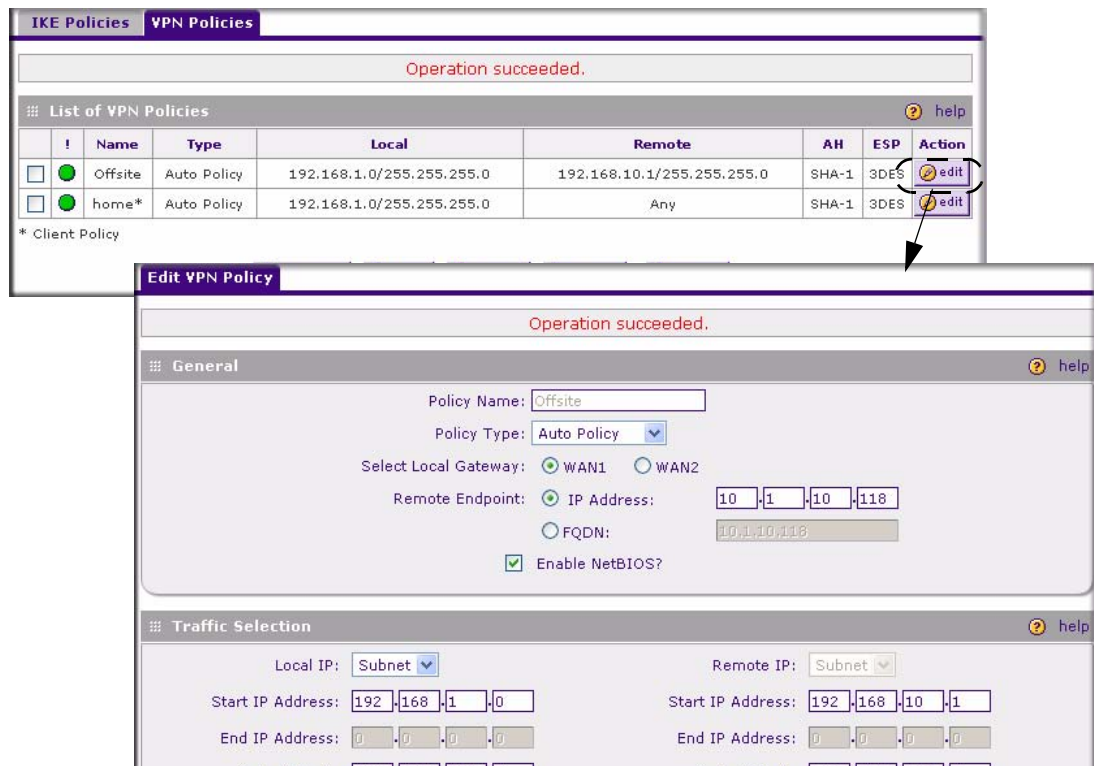 IKE Policies VPN Policies
Operation succeeded.
List of VPN Policies help
! Name Type Local Remote AH ESP Action
Offsite Auto Policy 192.168.1.0/255.255.255.0 192.168.10.1/255.255.255.0 SHA-1 3DES edit
home* Auto Policy 192.168.1.0/255.255.255.0 Any SHA-1 3DES edit
* Client Policy
Edit VPN Policy
Operation succeeded.
General help
Policy Name: Offsite
Policy Type: Auto Policy
Select Local Gateway: WAN1 WAN2
Remote Endpoint: IP Address: 10 .1 .10 .118
FQDN: 10.1.10.118
Enable NetBIOS?
Traffic Selection help
Local IP: Subnet Remote IP: Subnet
Start IP Address: 192 .168 .1 .0 Start IP Address: 192 .168 .10 .1
End IP Address: 0 .0 .0 .0 End IP Address: 0 .0 .0 .0